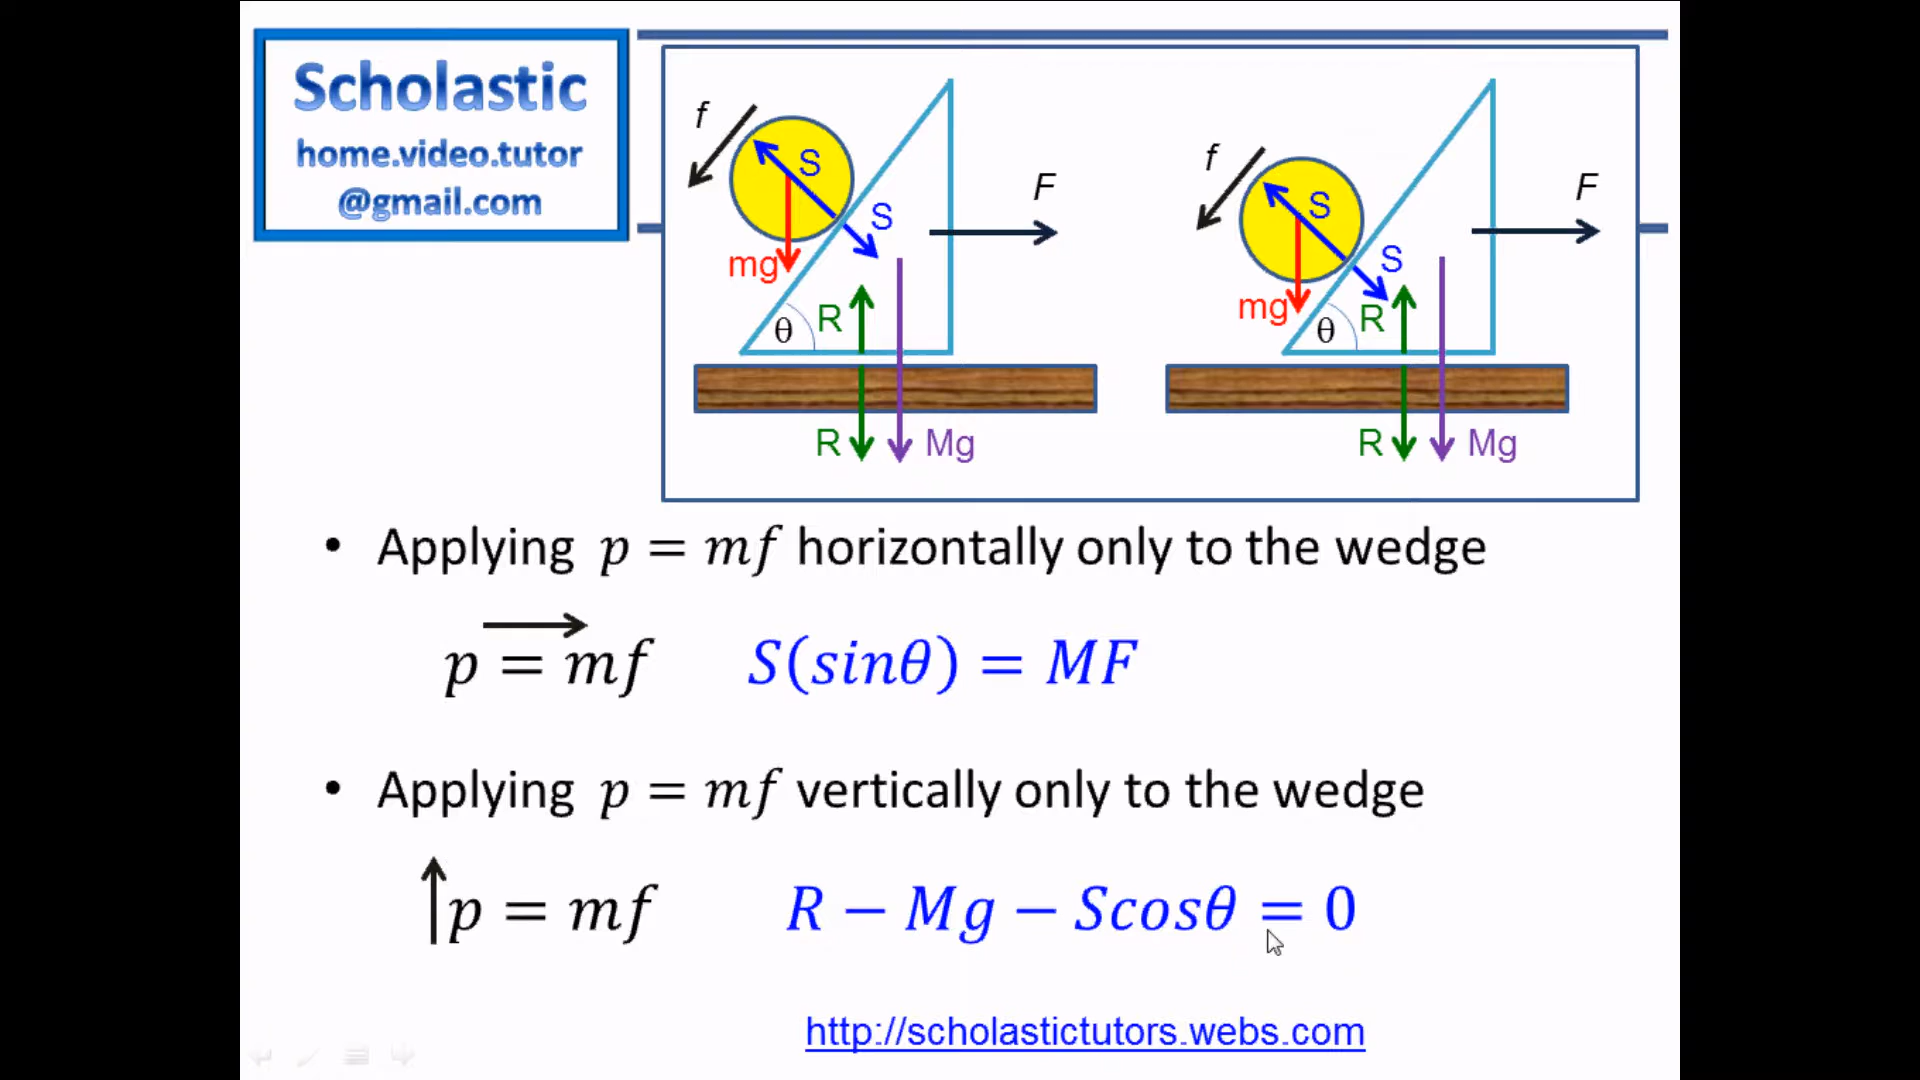 Scholastic
home.video.tutor
@gmail.com
f
S
S
F
mg
θ
R
R
Mg
f
S
S
F
mg
θ
R
R
Mg
• Applying p = mf horizontally only to the wedge
p = mf S(sinθ) = MF
• Applying p = mf vertically only to the wedge
p = mf R − Mg − Scosθ = 0
http://scholastictutors.webs.com